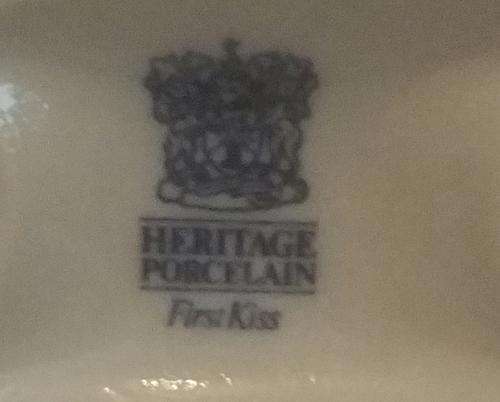 HERITAGE
PORCELAIN
First Kiss